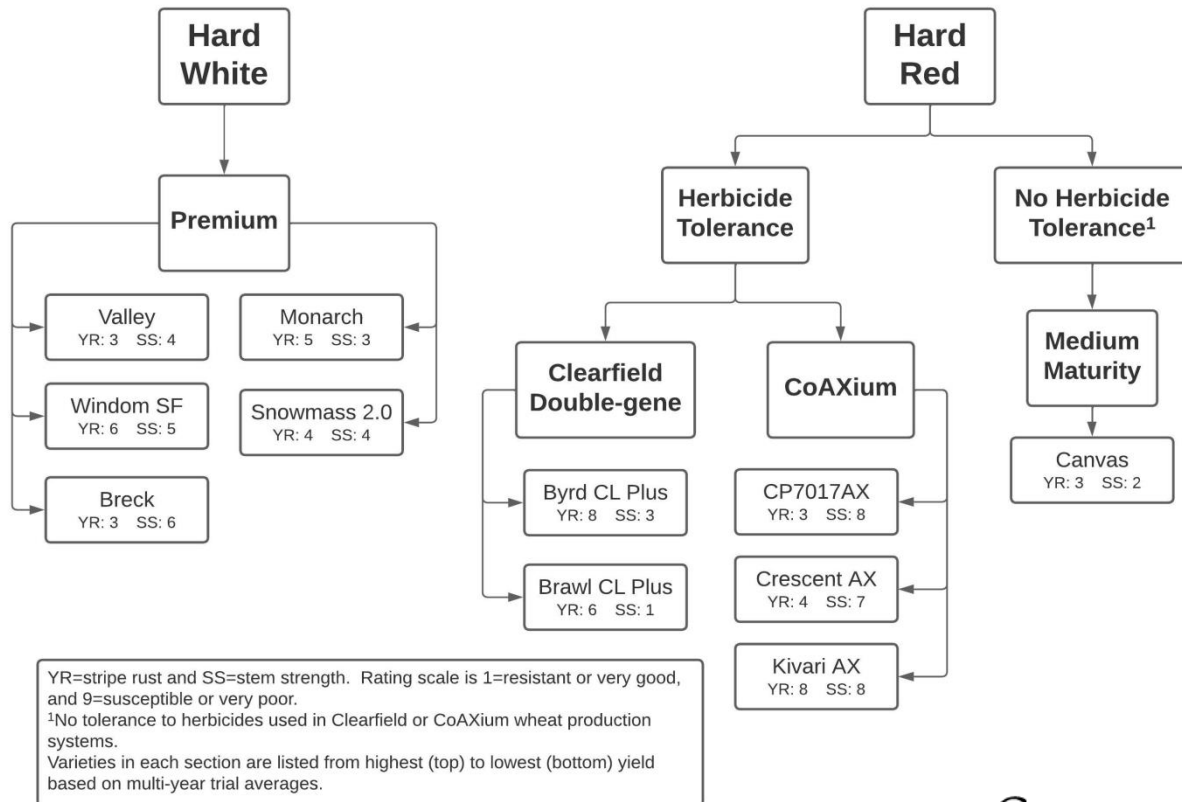 Hard
White
Premium
Valley
YR: 3 SS: 4
Windom SF
YR: 6 SS: 5
Breck
YR: 3 SS: 6
Monarch
YR: 5 SS: 3
Snowmass 2.0
YR: 4 SS: 4
Hard
Red
Herbicide
Tolerance
Clearfield
Double-gene
Byrd CL Plus
YR: 8 SS: 3
Brawl CL Plus
YR: 6 SS: 1
CoAXium
CP7017AX
YR: 3 SS: 8
Crescent AX
YR: 4 SS: 7
Kivari AX
YR: 8 SS: 8
No Herbicide
Tolerance¹
Medium
Maturity
Canvas
YR: 3 SS: 2
YR=stripe rust and SS=stem strength. Rating scale is 1=resistant or very good,
and 9=susceptible or very poor.
¹No tolerance to herbicides used in Clearfield or CoAXium wheat production
systems.
Varieties in each section are listed from highest (top) to lowest (bottom) yield
based on multi-year trial averages.